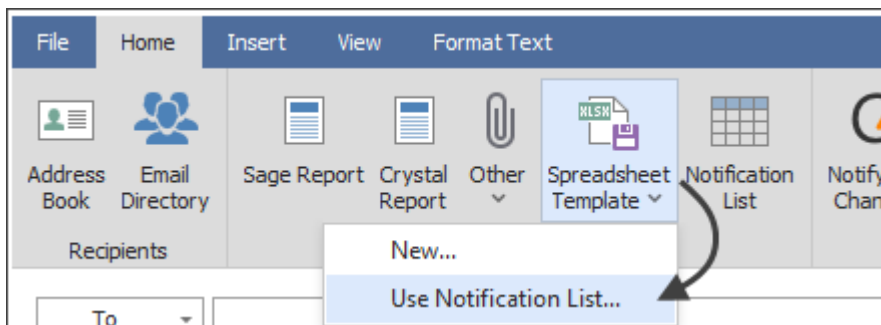 File Home Insert View Format Text
XLSX
Address Book
Email Directory
Sage Report
Crystal Report
Other
Spreadsheet Template
Notification List
Recipients
New...
Use Notification List...
To